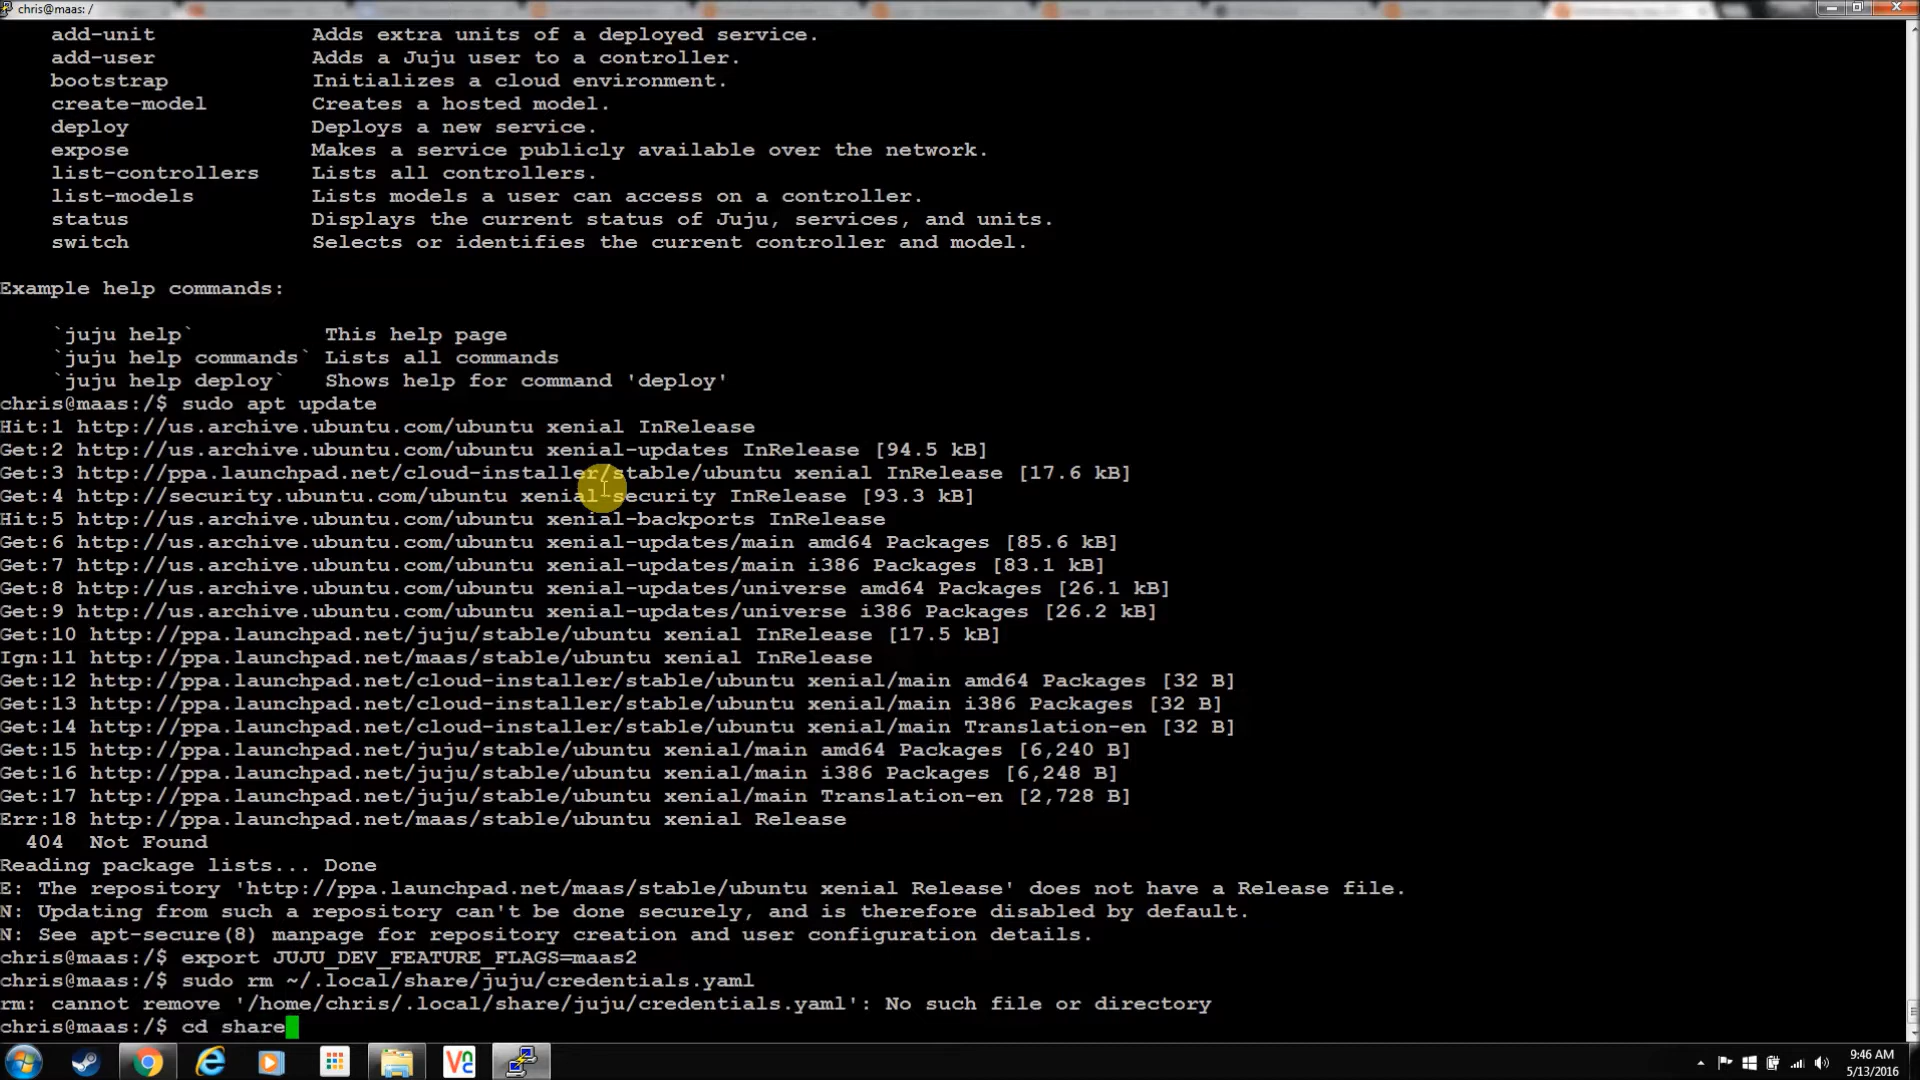 chris@maas: /
add-unit Adds extra units of a deployed service.
add-user Adds a Juju user to a controller.
bootstrap Initializes a cloud environment.
create-model Creates a hosted model.
deploy Deploys a new service.
expose Makes a service publicly available over the network.
list-controllers Lists all controllers.
list-models Lists models a user can access on a controller.
status Displays the current status of Juju, services, and units.
switch Selects or identifies the current controller and model.
Example help commands:
`juju help` This help page
`juju help commands` Lists all commands
`juju help deploy` Shows help for command 'deploy'
chris@maas:/$ sudo apt update
Hit:1 http://us.archive.ubuntu.com/ubuntu xenial InRelease
Get:2 http://us.archive.ubuntu.com/ubuntu xenial-updates InRelease [94.5 kB]
Get:3 http://ppa.launchpad.net/cloud-installer/stable/ubuntu xenial InRelease [17.6 kB]
Get:4 http://security.ubuntu.com/ubuntu xenial-security InRelease [93.3 kB]
Hit:5 http://us.archive.ubuntu.com/ubuntu xenial-backports InRelease
Get:6 http://us.archive.ubuntu.com/ubuntu xenial-updates/main amd64 Packages [85.6 kB]
Get:7 http://us.archive.ubuntu.com/ubuntu xenial-updates/main i386 Packages [83.1 kB]
Get:8 http://us.archive.ubuntu.com/ubuntu xenial-updates/universe amd64 Packages [26.1 kB]
Get:9 http://us.archive.ubuntu.com/ubuntu xenial-updates/universe i386 Packages [26.2 kB]
Get:10 http://ppa.launchpad.net/juju/stable/ubuntu xenial InRelease [17.5 kB]
Ign:11 http://ppa.launchpad.net/maas/stable/ubuntu xenial InRelease
Get:12 http://ppa.launchpad.net/cloud-installer/stable/ubuntu xenial/main amd64 Packages [32 B]
Get:13 http://ppa.launchpad.net/cloud-installer/stable/ubuntu xenial/main i386 Packages [32 B]
Get:14 http://ppa.launchpad.net/cloud-installer/stable/ubuntu xenial/main Translation-en [32 B]
Get:15 http://ppa.launchpad.net/juju/stable/ubuntu xenial/main amd64 Packages [6,240 B]
Get:16 http://ppa.launchpad.net/juju/stable/ubuntu xenial/main i386 Packages [6,248 B]
Get:17 http://ppa.launchpad.net/juju/stable/ubuntu xenial/main Translation-en [2,728 B]
Err:18 http://ppa.launchpad.net/maas/stable/ubuntu xenial Release
404 Not Found
Reading package lists... Done
E: The repository 'http://ppa.launchpad.net/maas/stable/ubuntu xenial Release' does not have a Release file.
N: Updating from such a repository can't be done securely, and is therefore disabled by default.
N: See apt-secure(8) manpage for repository creation and user configuration details.
chris@maas:/$ export JUJU_DEV_FEATURE_FLAGS=maas2
chris@maas:/$ sudo rm ~/.local/share/juju/credentials.yaml
rm: cannot remove '/home/chris/.local/share/juju/credentials.yaml': No such file or directory
chris@maas:/$ cd share
9:46 AM
5/13/2016